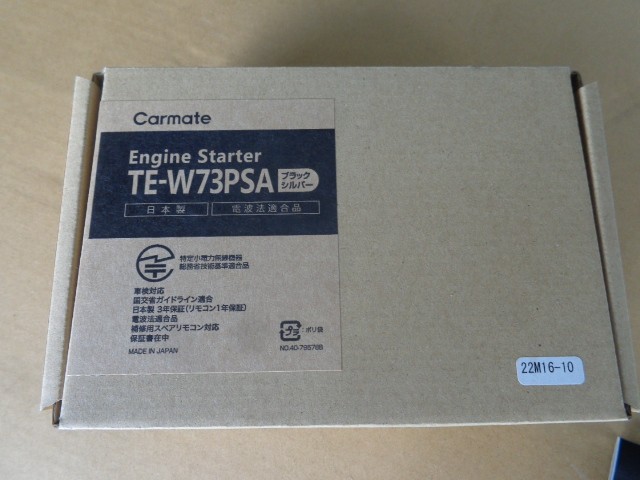 Carmate
Engine Starter
TE-W73PSA ブラック シルバー
日本製 電波法適合品
特定小電力無線機器
総務省技術基準適合品
車検対応
国交省ガイドライン適合
日本製 3年保証(リモコン1年保証)
電波法適合品
補修用スペアリモコン対応
保証書在中
MADE IN JAPAN
プラ :ポリ袋
22M16-10